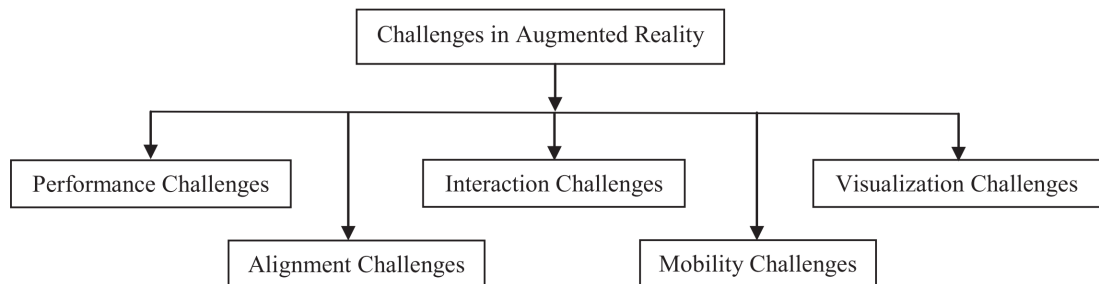 Challenges in Augmented Reality
Performance Challenges
Interaction Challenges
Visualization Challenges
Alignment Challenges
Mobility Challenges